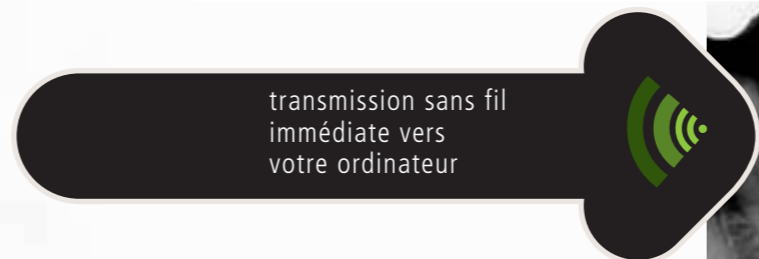 transmission sans fil
immédiate vers
votre ordinateur